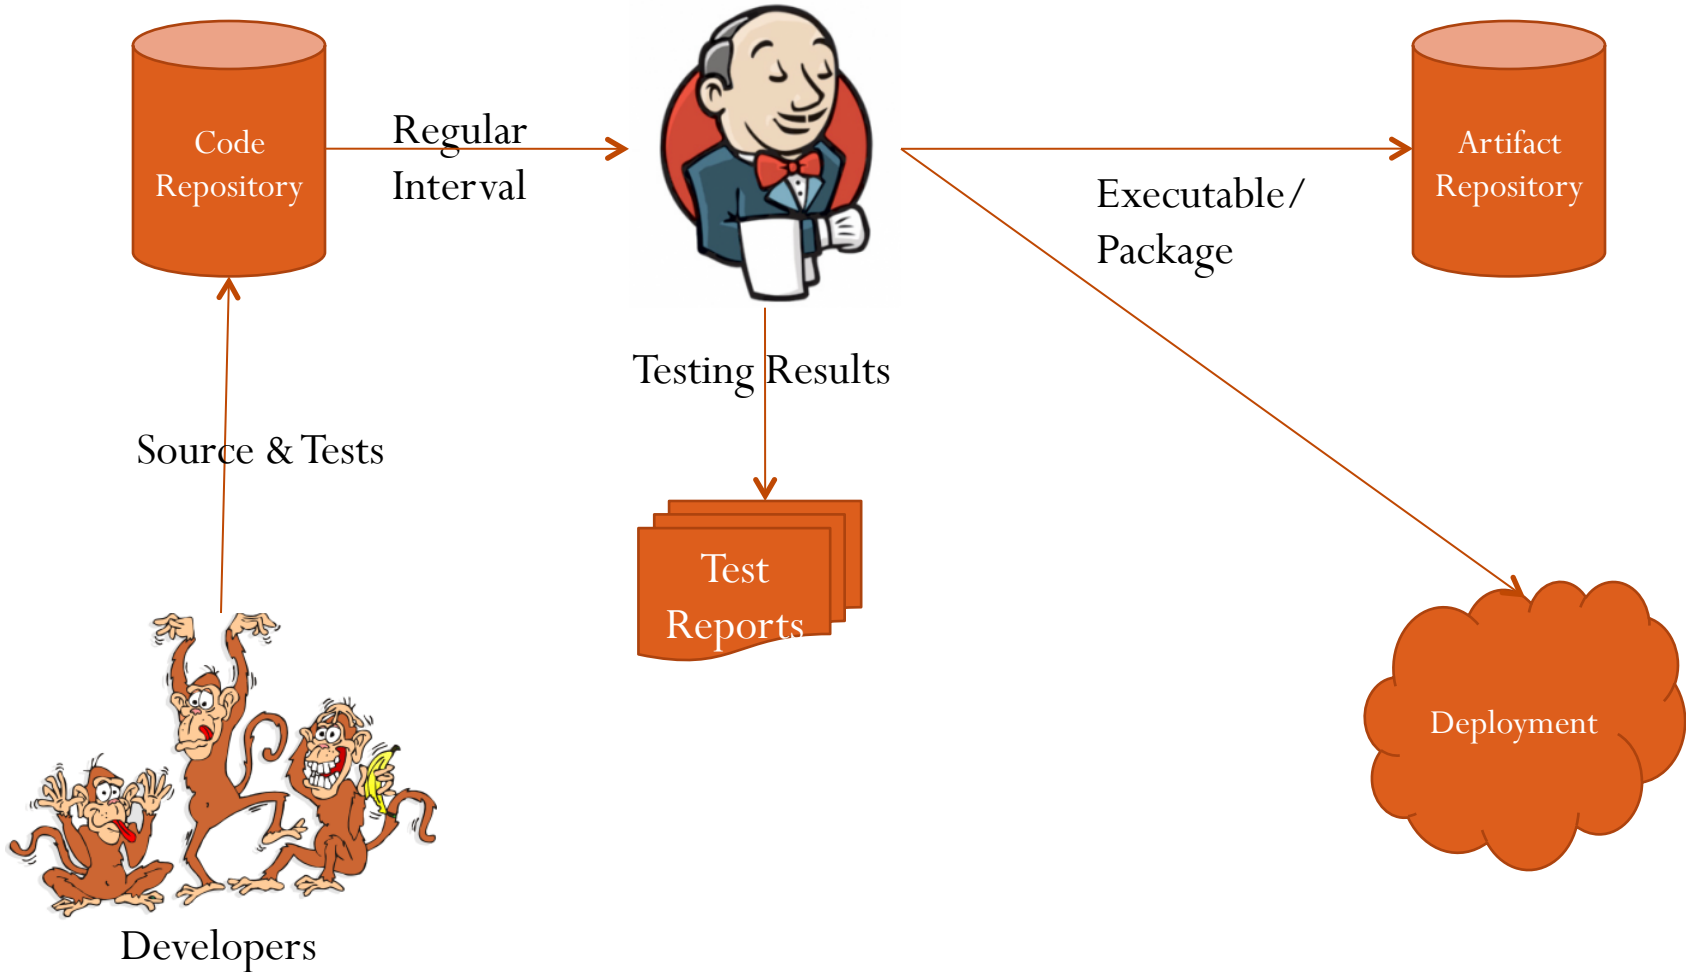 Code
Repository
Regular
Interval
Executable/
Package
Artifact
Repository
Testing Results
Source & Tests
Test
Reports
Deployment
Developers